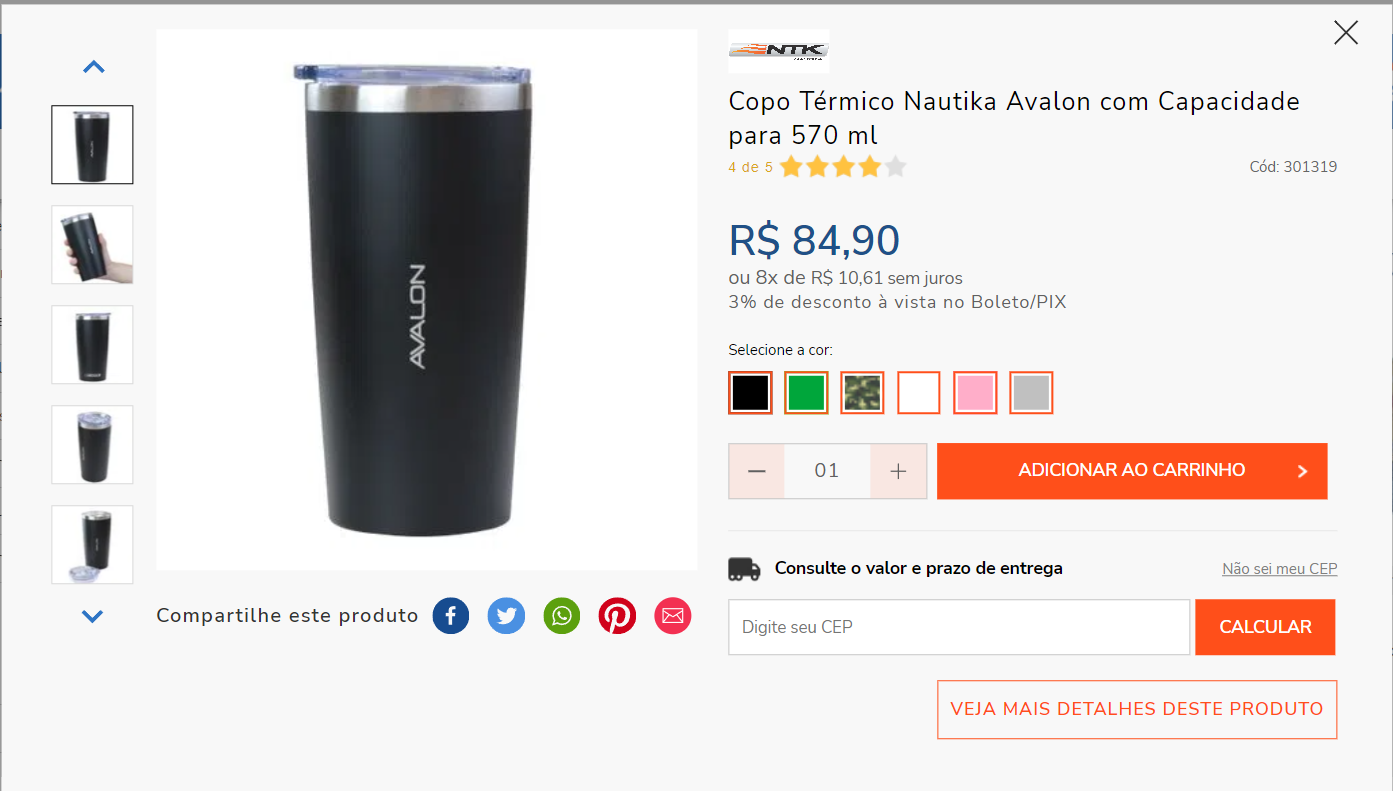 NTK
Copo Térmico Nautika Avalon com Capacidade
para 570 ml
4 de 5
Cód: 301319
R$ 84,90
ou 8x de R$ 10,61 sem juros
3% de desconto à vista no Boleto/PIX
Selecione a cor:
01
ADICIONAR AO CARRINHO
Consulte o valor e prazo de entrega
Não sei meu CEP
Digite seu CEP
CALCULAR
VEJA MAIS DETALHES DESTE PRODUTO
AVALON
Compartilhe este produto